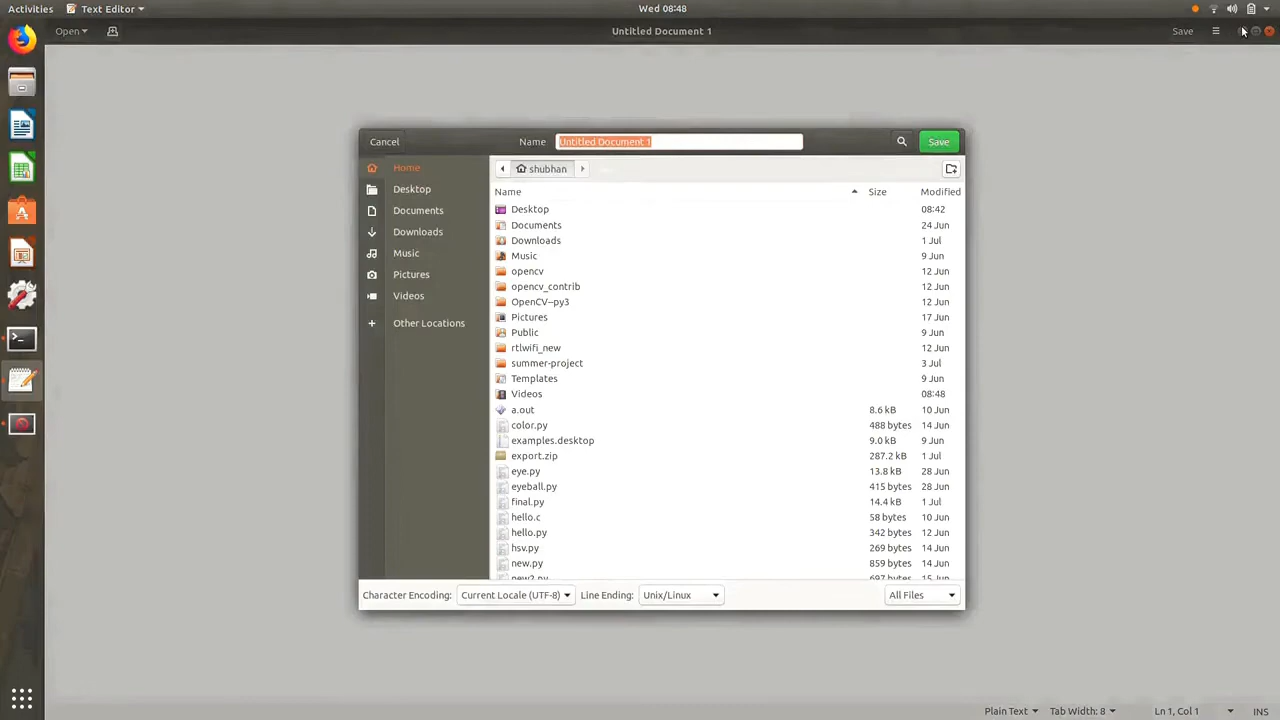 Activities Text Editor Wed 08:48
Open Untitled Document 1 Save
Cancel Name Untitled Document 1 Save
Home shubhan
Name Size Modified
Desktop
Documents
Downloads
Music
Pictures
Videos
Other Locations
Desktop 08:42
Documents 24 Jun
Downloads 1 Jul
Music 9 Jun
opencv 12 Jun
opencv_contrib 12 Jun
OpenCV--py3 12 Jun
Pictures 17 Jun
Public 9 Jun
rtlwifi_new 12 Jun
summer-project 3 Jul
Templates 9 Jun
Videos 08:48
a.out 8.6 kB 10 Jun
color.py 488 bytes 14 Jun
examples.desktop 9.0 kB 9 Jun
export.zip 287.2 kB 1 Jul
eye.py 13.8 kB 28 Jun
eyeball.py 415 bytes 28 Jun
final.py 14.4 kB 1 Jul
hello.c 58 bytes 10 Jun
hello.py 342 bytes 12 Jun
hsv.py 269 bytes 14 Jun
new.py 859 bytes 14 Jun
new2.py 697 bytes 15 Jun
Character Encoding: Current Locale (UTF-8) Line Ending: Unix/Linux All Files
Plain Text Tab Width: 8 Ln 1, Col 1 INS